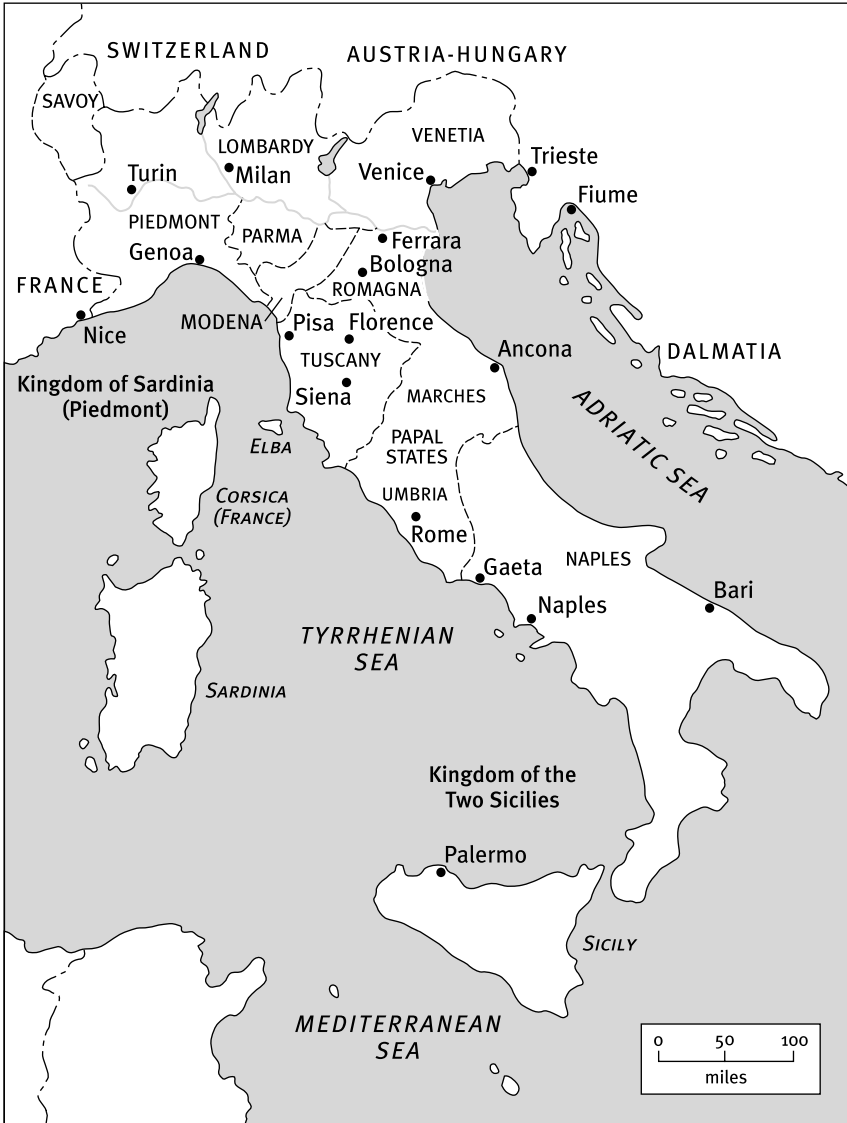 SWITZERLAND
AUSTRIA-HUNGARY
SAVOY
VENETIA
LOMBARDY
Trieste
Turin
Milan
Venice
Fiume
PIEDMONT
PARMA
Ferrara
Genoa
Bologna
FRANCE
ROMAGNA
MODENA
Pisa
Florence
Nice
Ancona
DALMATIA
TUSCANY
Kingdom of Sardinia
(Piedmont)
Siena
MARCHES
ADRIATIC SEA
ELBA
PAPAL
STATES
CORSICA
(FRANCE)
UMBRIA
Rome
Gaeta
NAPLES
Bari
Naples
TYRRHENIAN
SEA
SARDINIA
Kingdom of the
Two Sicilies
Palermo
SICILY
MEDITERRANEAN
SEA
0 50 100
miles